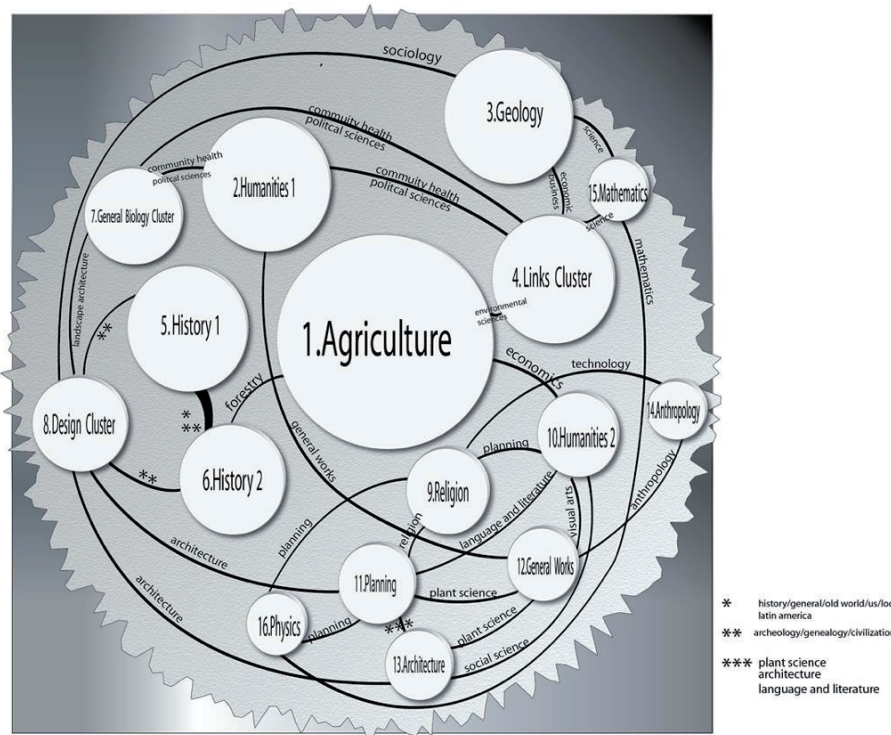 sociology
3.Geology
commuity health
politcal sciences
science
community health
politcal sciences
2.Humanities 1
commuity health
politcal sciences
economic
business
15.Mathematics
science
7.General Biology Cluster
landscape architecture
mathematics
4.Links Cluster
5.History 1
**
environmental
sciences
1.Agriculture
economics
technology
forestry
*
**
8.Design Cluster
14.Anthropology
10.Humanities 2
general works
planning
**
6.History 2
9.Religion
language and literature
visual arts
anthropology
planning
religion
architecture
12.General Works
11.Planning
plant science
architecture
16.Physics
planning
***
plant science
social science
13.Architecture
* history/general/old world/us/loc
latin america
** archeology/genealogy/civilization
*** plant science
architecture
language and literature